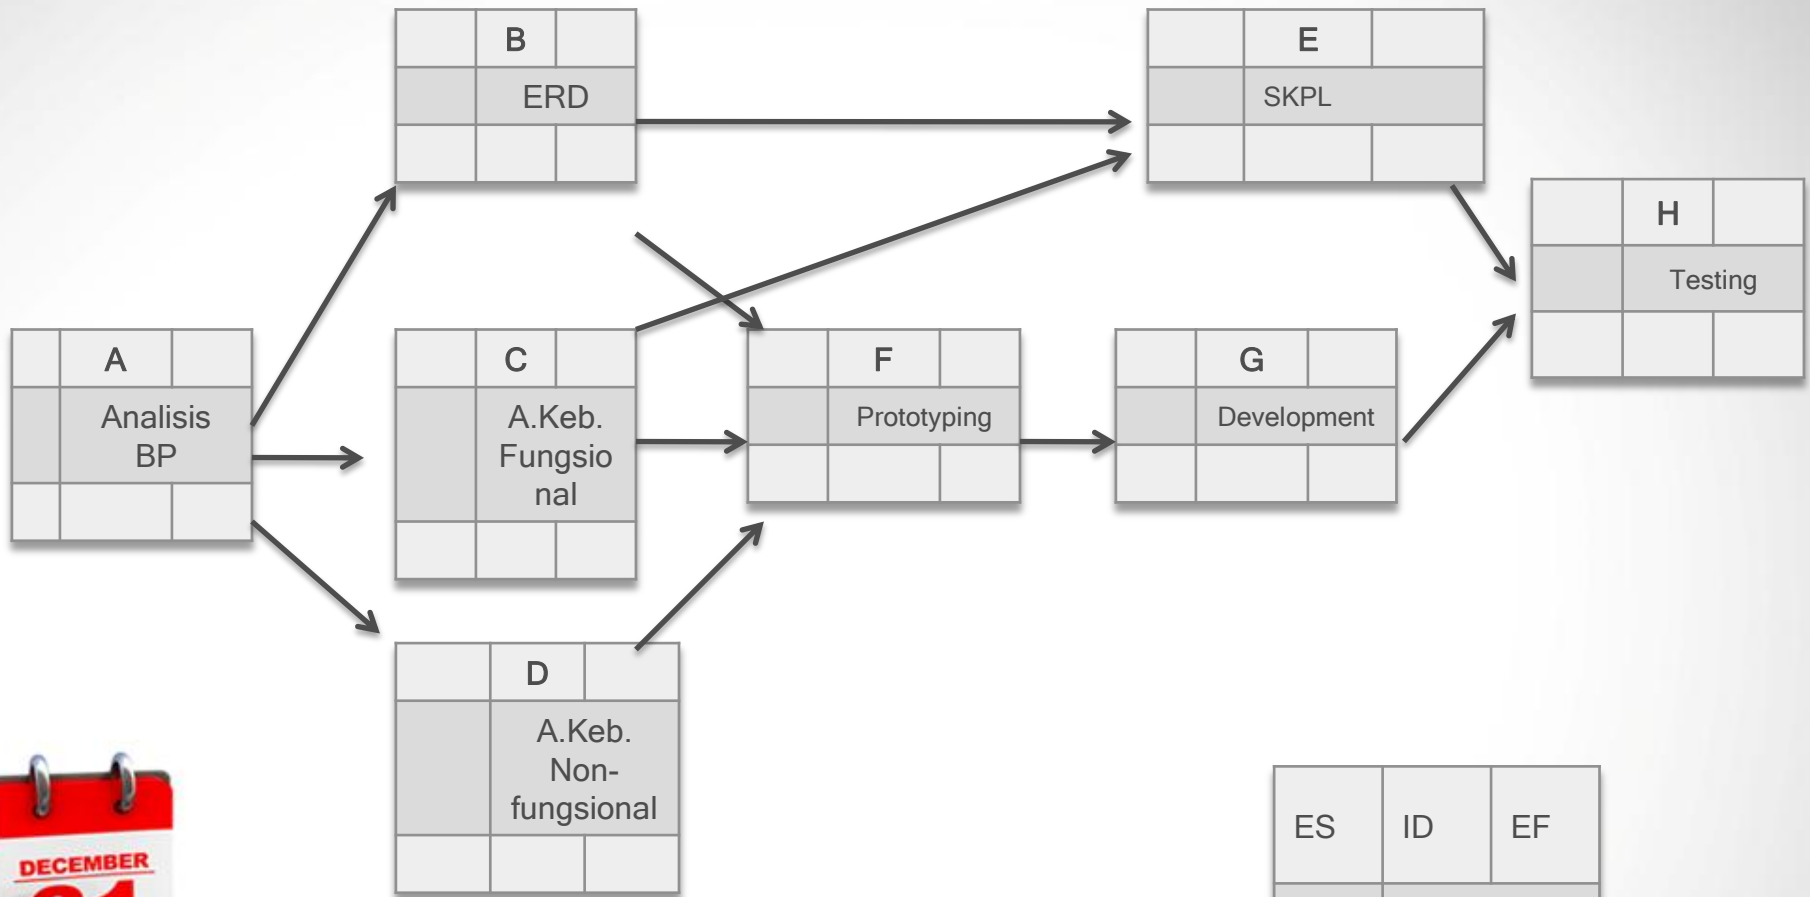 B
ERD
E
SKPL
H
Testing
A
Analisis
BP
C
A.Keb.
Fungsio
nal
F
Prototyping
G
Development
D
A.Keb.
Non-
fungsional
DECEMBER
ES ID EF